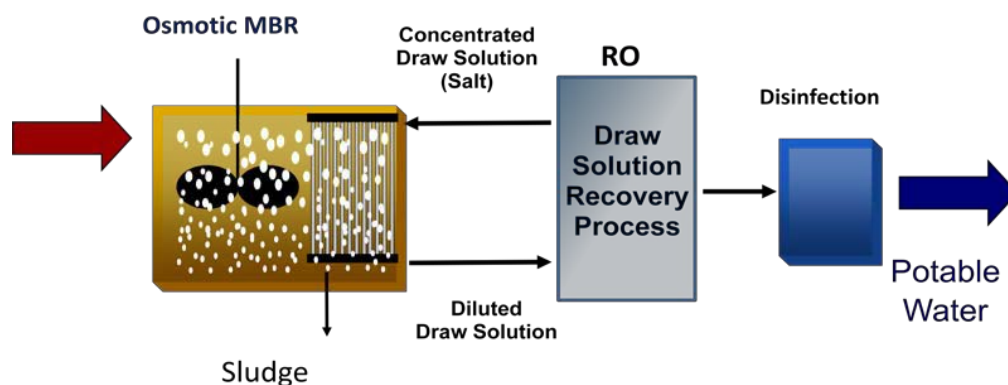 Osmotic MBR
Concentrated
Draw Solution
(Salt)
RO
Disinfection
Draw
Solution
Recovery
Process
Diluted
Draw Solution
Potable
Water
Sludge